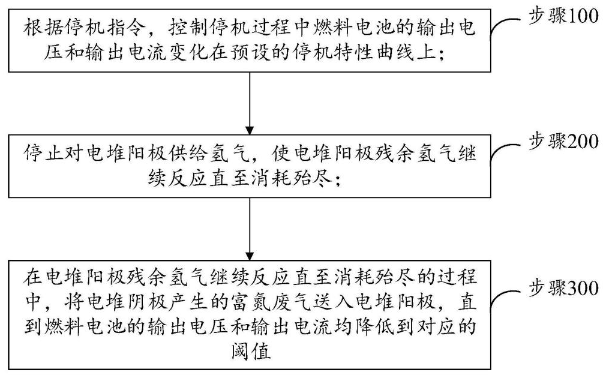 根据停机指令，控制停机过程中燃料电池的输出电
压和输出电流变化在预设的停机特性曲线上；
步骤100
停止对电堆阳极供给氢气，使电堆阳极残余氢气继
续反应直至消耗殆尽；
步骤200
在电堆阳极残余氢气继续反应直至消耗殆尽的过程
中，将电堆阴极产生的富氮废气送入电堆阳极，直
到燃料电池的输出电压和输出电流均降低到对应的
阈值
步骤300